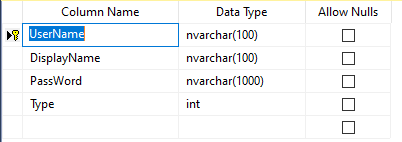 Column Name Data Type Allow Nulls
UserName nvarchar(100)
DisplayName nvarchar(100)
PassWord nvarchar(1000)
Type int